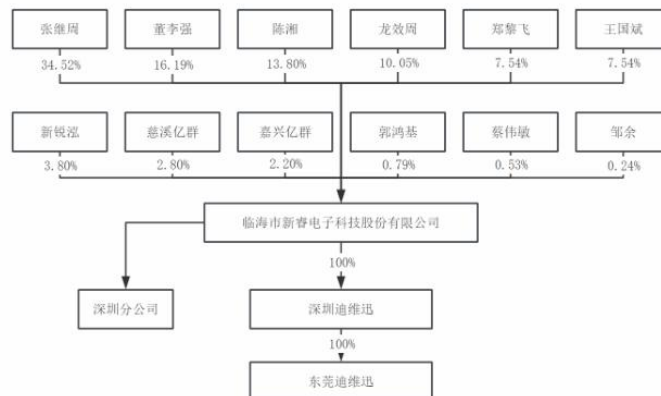 张继周 董李强 陈湘 龙效周 郑黎飞 王国斌
34.52% 16.19% 13.80% 10.05% 7.54% 7.54%
新锐泓 慈溪亿群 嘉兴亿群 郭鸿基 蔡伟敏 邹余
3.80% 2.80% 2.20% 0.79% 0.53% 0.24%
临海市新睿电子科技股份有限公司
100%
深圳分公司 深圳迪维迅
100%
东莞迪维迅